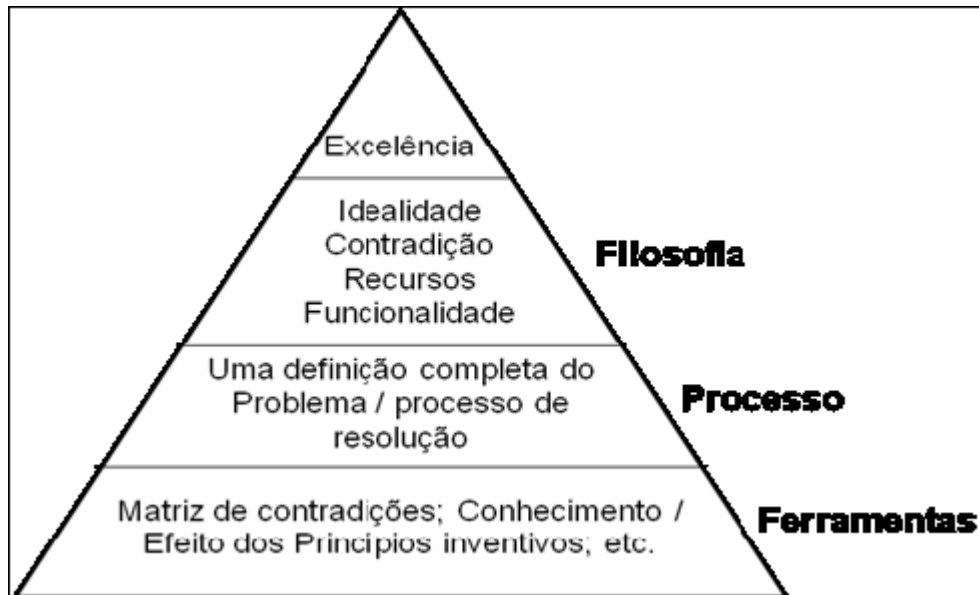 Excelência
Idealidade
Contradição
Recursos
Funcionalidade
Filosofia
Uma definição completa do
Problema / processo de
resolução
Processo
Matriz de contradições; Conhecimento /
Efeito dos Princípios inventivos; etc.
Ferramentas